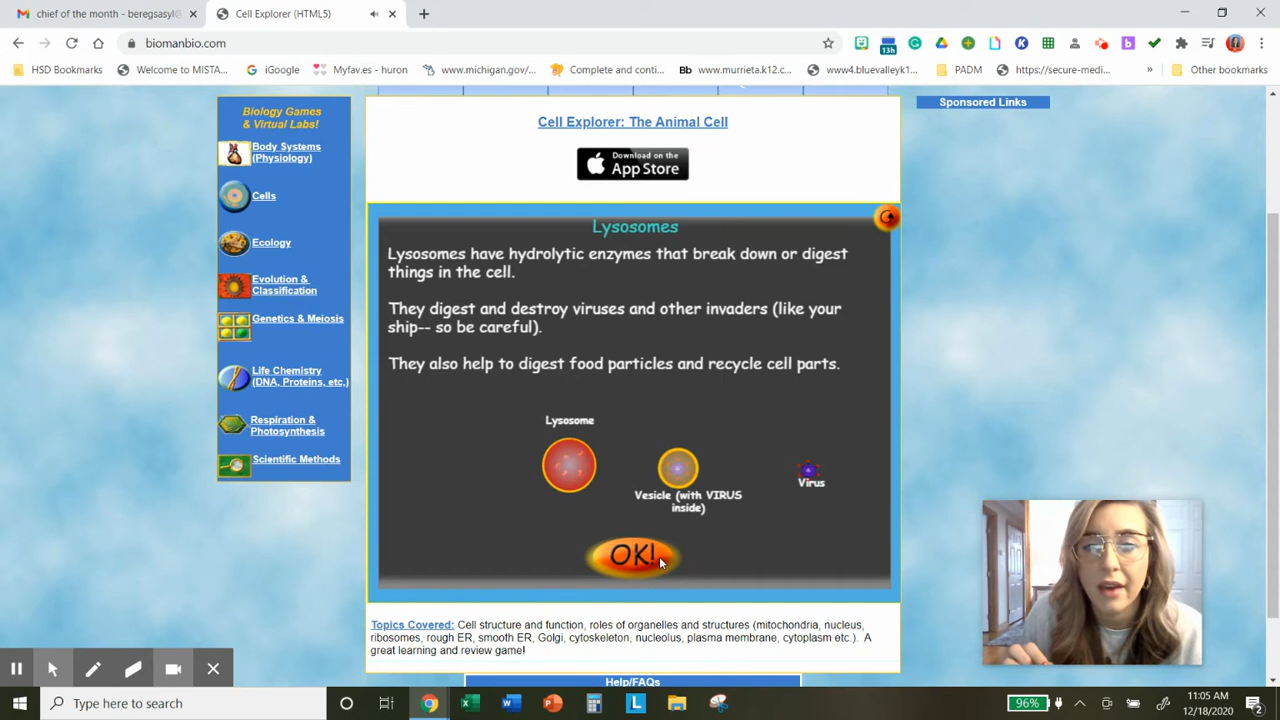 chief of the month - beregsasyl@
Cell Explorer (HTML5)
biomanbio.com
13h
HSD Bookmarks
Welcome to MISTA...
iGoogle
Myfav.es - huron
www.michigan.gov/...
Complete and conti...
Bb www.murrieta.k12.c...
www4.bluevalleyk1...
PADM
https://secure-medi...
»
Other bookmarks
Biology Games
& Virtual Labs!
Body Systems
(Physiology)
Cells
Ecology
Evolution &
Classification
Genetics & Meiosis
Life Chemistry
(DNA, Proteins, etc,)
Respiration &
Photosynthesis
Scientific Methods
Cell Explorer: The Animal Cell
Download on the
App Store
Sponsored Links
Lysosomes
Lysosomes have hydrolytic enzymes that break down or digest
things in the cell.
They digest and destroy viruses and other invaders (like your
ship-- so be careful).
They also help to digest food particles and recycle cell parts.
Lysosome
Vesicle (with VIRUS
inside)
Virus
OK!
Topics Covered: Cell structure and function, roles of organelles and structures (mitochondria, nucleus,
ribosomes, rough ER, smooth ER, Golgi, cytoskeleton, nucleolus, plasma membrane, cytoplasm etc.). A
great learning and review game!
Help/FAQs
Type here to search
96%
11:05 AM
12/18/2020
2